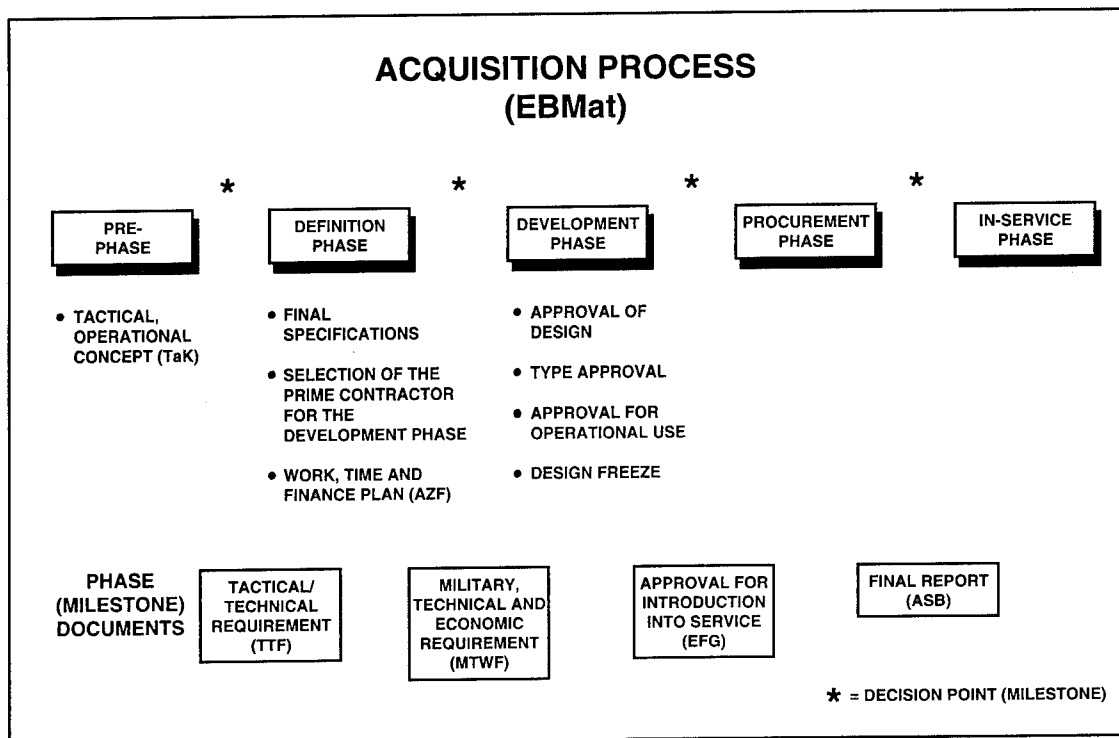 ACQUISITION PROCESS
(EBMat)
* * * *
PRE-
PHASE
DEFINITION
PHASE
DEVELOPMENT
PHASE
PROCUREMENT
PHASE
IN-SERVICE
PHASE
• TACTICAL,
OPERATIONAL
CONCEPT (TaK)
• FINAL
SPECIFICATIONS
• SELECTION OF THE
PRIME CONTRACTOR
FOR THE
DEVELOPMENT PHASE
• WORK, TIME AND
FINANCE PLAN (AZF)
• APPROVAL OF
DESIGN
• TYPE APPROVAL
• APPROVAL FOR
OPERATIONAL USE
• DESIGN FREEZE
PHASE
(MILESTONE)
DOCUMENTS
TACTICAL/
TECHNICAL
REQUIREMENT
(TTF)
MILITARY,
TECHNICAL AND
ECONOMIC
REQUIREMENT
(MTWF)
APPROVAL FOR
INTRODUCTION
INTO SERVICE
(EFG)
FINAL REPORT
(ASB)
* = DECISION POINT (MILESTONE)